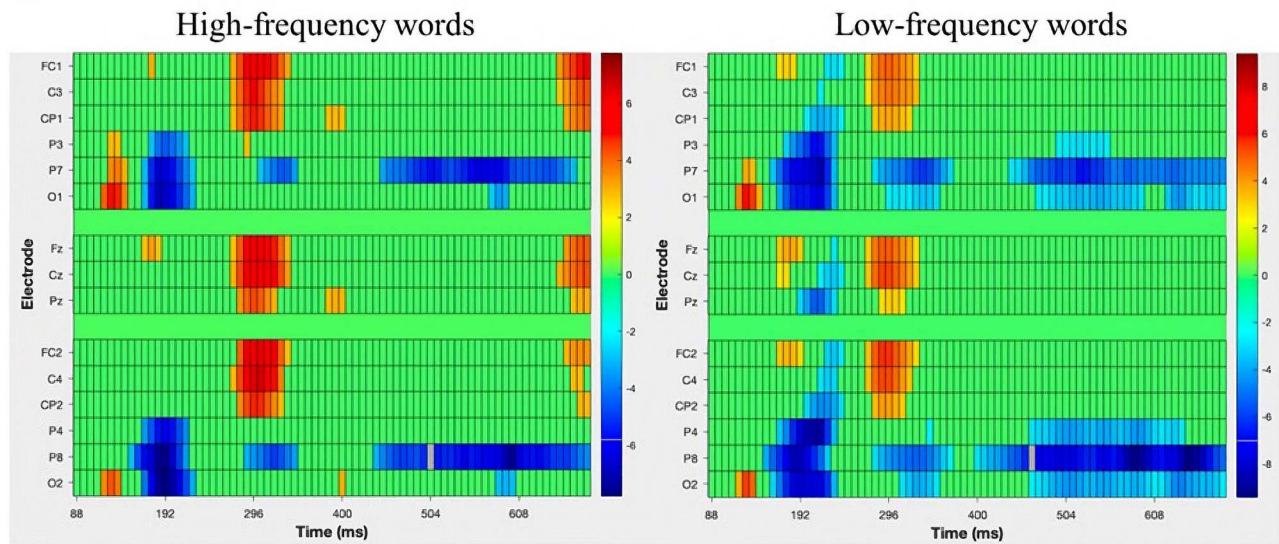 High-frequency words
FC1
C3
CP1
P3
P7
O1
Fz
Cz
Pz
FC2
C4
CP2
P4
P8
O2
Electrode
88 192 296 400 504 608
Time (ms)
6
4
2
0
-2
-4
-6
Low-frequency words
FC1
C3
CP1
P3
P7
O1
Fz
Cz
Pz
FC2
C4
CP2
P4
P8
O2
Electrode
88 192 296 400 504 608
Time (ms)
8
6
4
2
0
-2
-4
-6
-8